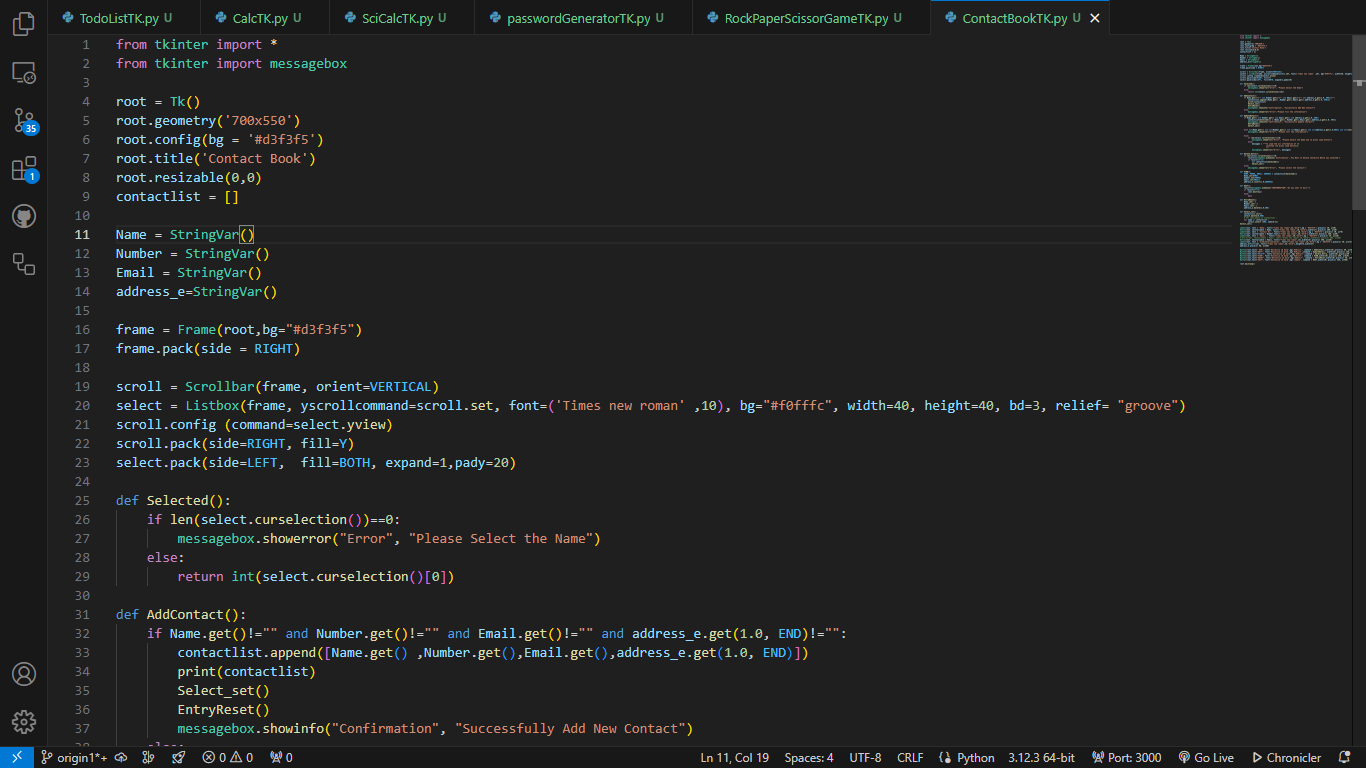 TodoListTK.py U CalcTK.py U SciCalcTK.py U passwordGeneratorTK.py U RockPaperScissorGameTK.py U ContactBookTK.py U
1 from tkinter import *
2 from tkinter import messagebox
3
4 root = Tk()
5 root.geometry('700x550')
6 root.config(bg = '#d3f3f5')
7 root.title('Contact Book')
8 root.resizable(0,0)
9 contactlist = []
10
11 Name = StringVar()
12 Number = StringVar()
13 Email = StringVar()
14 address_e=StringVar()
15
16 frame = Frame(root,bg="#d3f3f5")
17 frame.pack(side = RIGHT)
18
19 scroll = Scrollbar(frame, orient=VERTICAL)
20 select = Listbox(frame, yscrollcommand=scroll.set, font=('Times new roman' ,10), bg="#f0fffc", width=40, height=40, bd=3, relief= "groove")
21 scroll.config (command=select.yview)
22 scroll.pack(side=RIGHT, fill=Y)
23 select.pack(side=LEFT,  fill=BOTH, expand=1,pady=20)
24
25 def Selected():
26     if len(select.curselection())==0:
27         messagebox.showerror("Error", "Please Select the Name")
28     else:
29         return int(select.curselection()[0])
30
31 def AddContact():
32     if Name.get()!="" and Number.get()!="" and Email.get()!="" and address_e.get(1.0, END)!="":
33         contactlist.append([Name.get() ,Number.get(),Email.get(),address_e.get(1.0, END)])
34         print(contactlist)
35         Select_set()
36         EntryReset()
37         messagebox.showinfo("Confirmation", "Successfully Add New Contact")
35
1
origin1*+ 0 0 0 Ln 11, Col 19 Spaces: 4 UTF-8 CRLF Python 3.12.3 64-bit Port: 3000 Go Live Chronicler